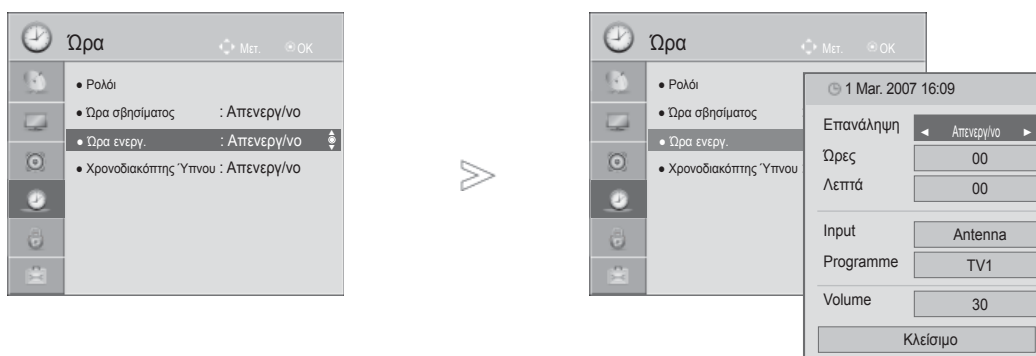 Ώρα Μετ. OK
● Ρολόι
● Ώρα σβησίματος : Απενεργ/νο
● Ώρα ενεργ. : Απενεργ/νο
● Χρονοδιακόπτης Ύπνου : Απενεργ/νο
Ώρα Μετ. OK
● Ρολόι
● Ώρα σβησίματος :
● Ώρα ενεργ.
● Χρονοδιακόπτης Ύπνου
1 Mar. 2007 16:09
Επανάληψη ◄ Απενεργ/νο ►
Ώρες 00
Λεπτά 00
Input Antenna
Programme TV1
Volume 30
Κλείσιμο